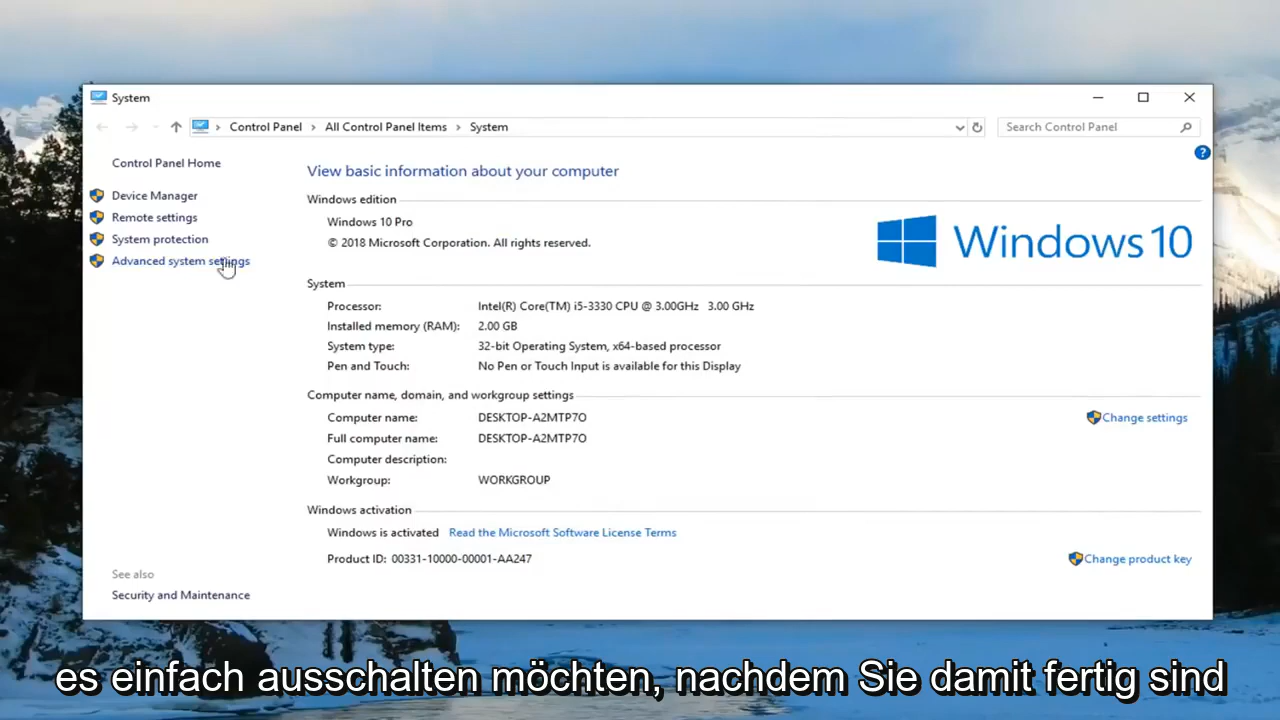 System
Control Panel > All Control Panel Items > System
Search Control Panel
?
Control Panel Home
Device Manager
Remote settings
System protection
Advanced system settings
See also
Security and Maintenance
View basic information about your computer
Windows edition
Windows 10 Pro
© 2018 Microsoft Corporation. All rights reserved.
Windows 10
System
Processor: Intel(R) Core(TM) i5-3330 CPU @ 3.00GHz 3.00 GHz
Installed memory (RAM): 2.00 GB
System type: 32-bit Operating System, x64-based processor
Pen and Touch: No Pen or Touch Input is available for this Display
Computer name, domain, and workgroup settings
Computer name: DESKTOP-A2MTP7O
Change settings
Full computer name: DESKTOP-A2MTP7O
Computer description:
Workgroup: WORKGROUP
Windows activation
Windows is activated Read the Microsoft Software License Terms
Product ID: 00331-10000-00001-AA247
Change product key
es einfach ausschalten möchten, nachdem Sie damit fertig sind